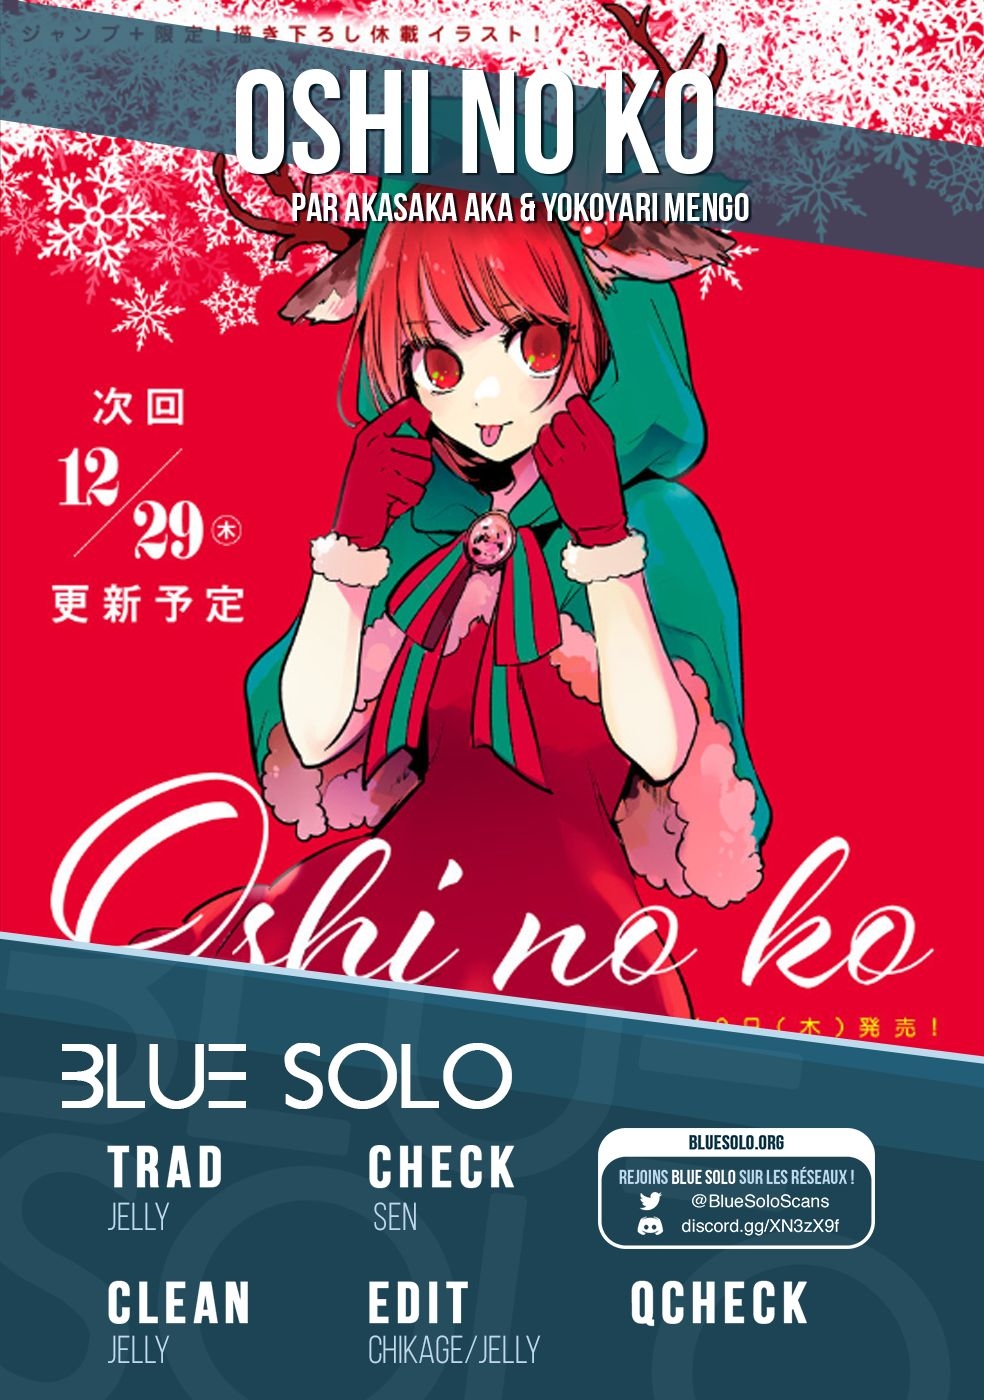 ジャンプ+限定!描き下ろし休載イラスト!
OSHI NO KO
PAR AKASAKA AKA & YOKOYARI MENGO
次回
12/29㊍
更新予定
Oshi no ko
日(木)発売!
BLUE SOLO
BLUE SOLO
TRAD
JELLY
CHECK
SEN
BLUESOLO.ORG
REJOINS BLUE SOLO SUR LES RÉSEAUX !
@BlueSoloScans
discord.gg/XN3zX9f
CLEAN
JELLY
EDIT
CHIKAGE/JELLY
QCHECK